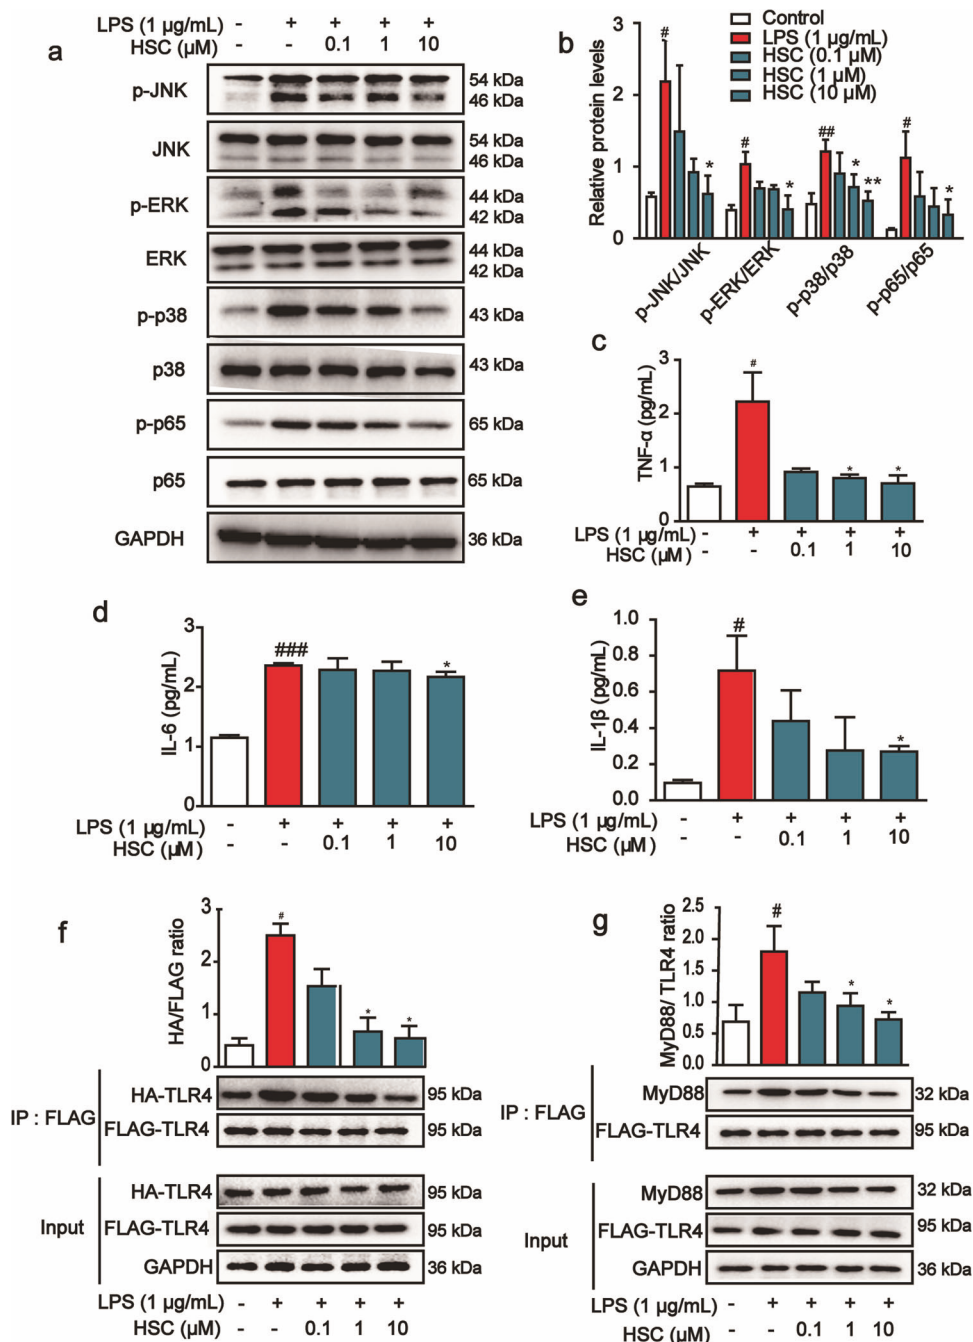 a
LPS (1 μg/mL) - + + + +
HSC (μM) - - 0.1 1 10
p-JNK 54 kDa
46 kDa
JNK 54 kDa
46 kDa
p-ERK 44 kDa
42 kDa
ERK 44 kDa
42 kDa
p-p38 43 kDa
p38 43 kDa
p-p65 65 kDa
p65 65 kDa
GAPDH 36 kDa
b
Control
LPS (1 μg/mL)
HSC (0.1 μM)
HSC (1 μM)
HSC (10 μM)
Relative protein levels
3
2
1
0
# * # * ## * ** # *
p-JNK/JNK
p-ERK/ERK
p-p38/p38
p-p65/p65
c
TNF-α (pg/mL)
3
2
1
0
# * *
LPS (1 μg/mL) - + + + +
HSC (μM) - - 0.1 1 10
d
IL-6 (pg/mL)
3
2
1
0
### *
LPS (1 μg/mL) - + + + +
HSC (μM) - - 0.1 1 10
e
IL-1β (pg/mL)
1.0
0.8
0.6
0.4
0.2
0.0
# *
LPS (1 μg/mL) - + + + +
HSC (μM) - - 0.1 1 10
f
HA/FLAG ratio
3
2
1
0
# * *
IP : FLAG
HA-TLR4 95 kDa
FLAG-TLR4 95 kDa
Input
HA-TLR4 95 kDa
FLAG-TLR4 95 kDa
GAPDH 36 kDa
LPS (1 μg/mL) - + + + +
HSC (μM) - - 0.1 1 10
g
MyD88/ TLR4 ratio
2.5
2.0
1.5
1.0
0.5
0.0
# * *
IP : FLAG
MyD88 32 kDa
FLAG-TLR4 95 kDa
Input
MyD88 32 kDa
FLAG-TLR4 95 kDa
GAPDH 36 kDa
LPS (1 μg/mL) - + + + +
HSC (μM) - - 0.1 1 10